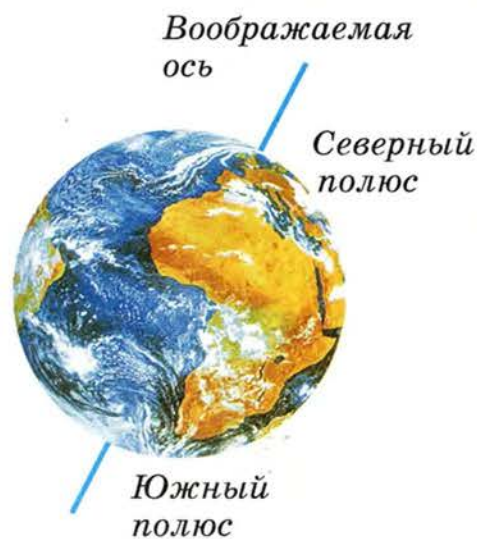 Воображаемая
ось
Северный
полюс
Южный
полюс